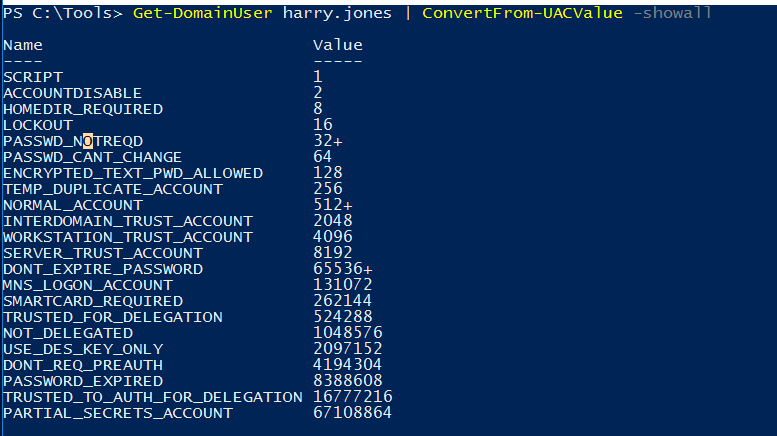 PS C:\Tools> Get-DomainUser harry.jones | ConvertFrom-UACValue -showall
Name Value
---- -----
SCRIPT 1
ACCOUNTDISABLE 2
HOMEDIR_REQUIRED 8
LOCKOUT 16
PASSWD_NOTREQD 32+
PASSWD_CANT_CHANGE 64
ENCRYPTED_TEXT_PWD_ALLOWED 128
TEMP_DUPLICATE_ACCOUNT 256
NORMAL_ACCOUNT 512+
INTERDOMAIN_TRUST_ACCOUNT 2048
WORKSTATION_TRUST_ACCOUNT 4096
SERVER_TRUST_ACCOUNT 8192
DONT_EXPIRE_PASSWORD 65536+
MNS_LOGON_ACCOUNT 131072
SMARTCARD_REQUIRED 262144
TRUSTED_FOR_DELEGATION 524288
NOT_DELEGATED 1048576
USE_DES_KEY_ONLY 2097152
DONT_REQ_PREAUTH 4194304
PASSWORD_EXPIRED 8388608
TRUSTED_TO_AUTH_FOR_DELEGATION 16777216
PARTIAL_SECRETS_ACCOUNT 67108864